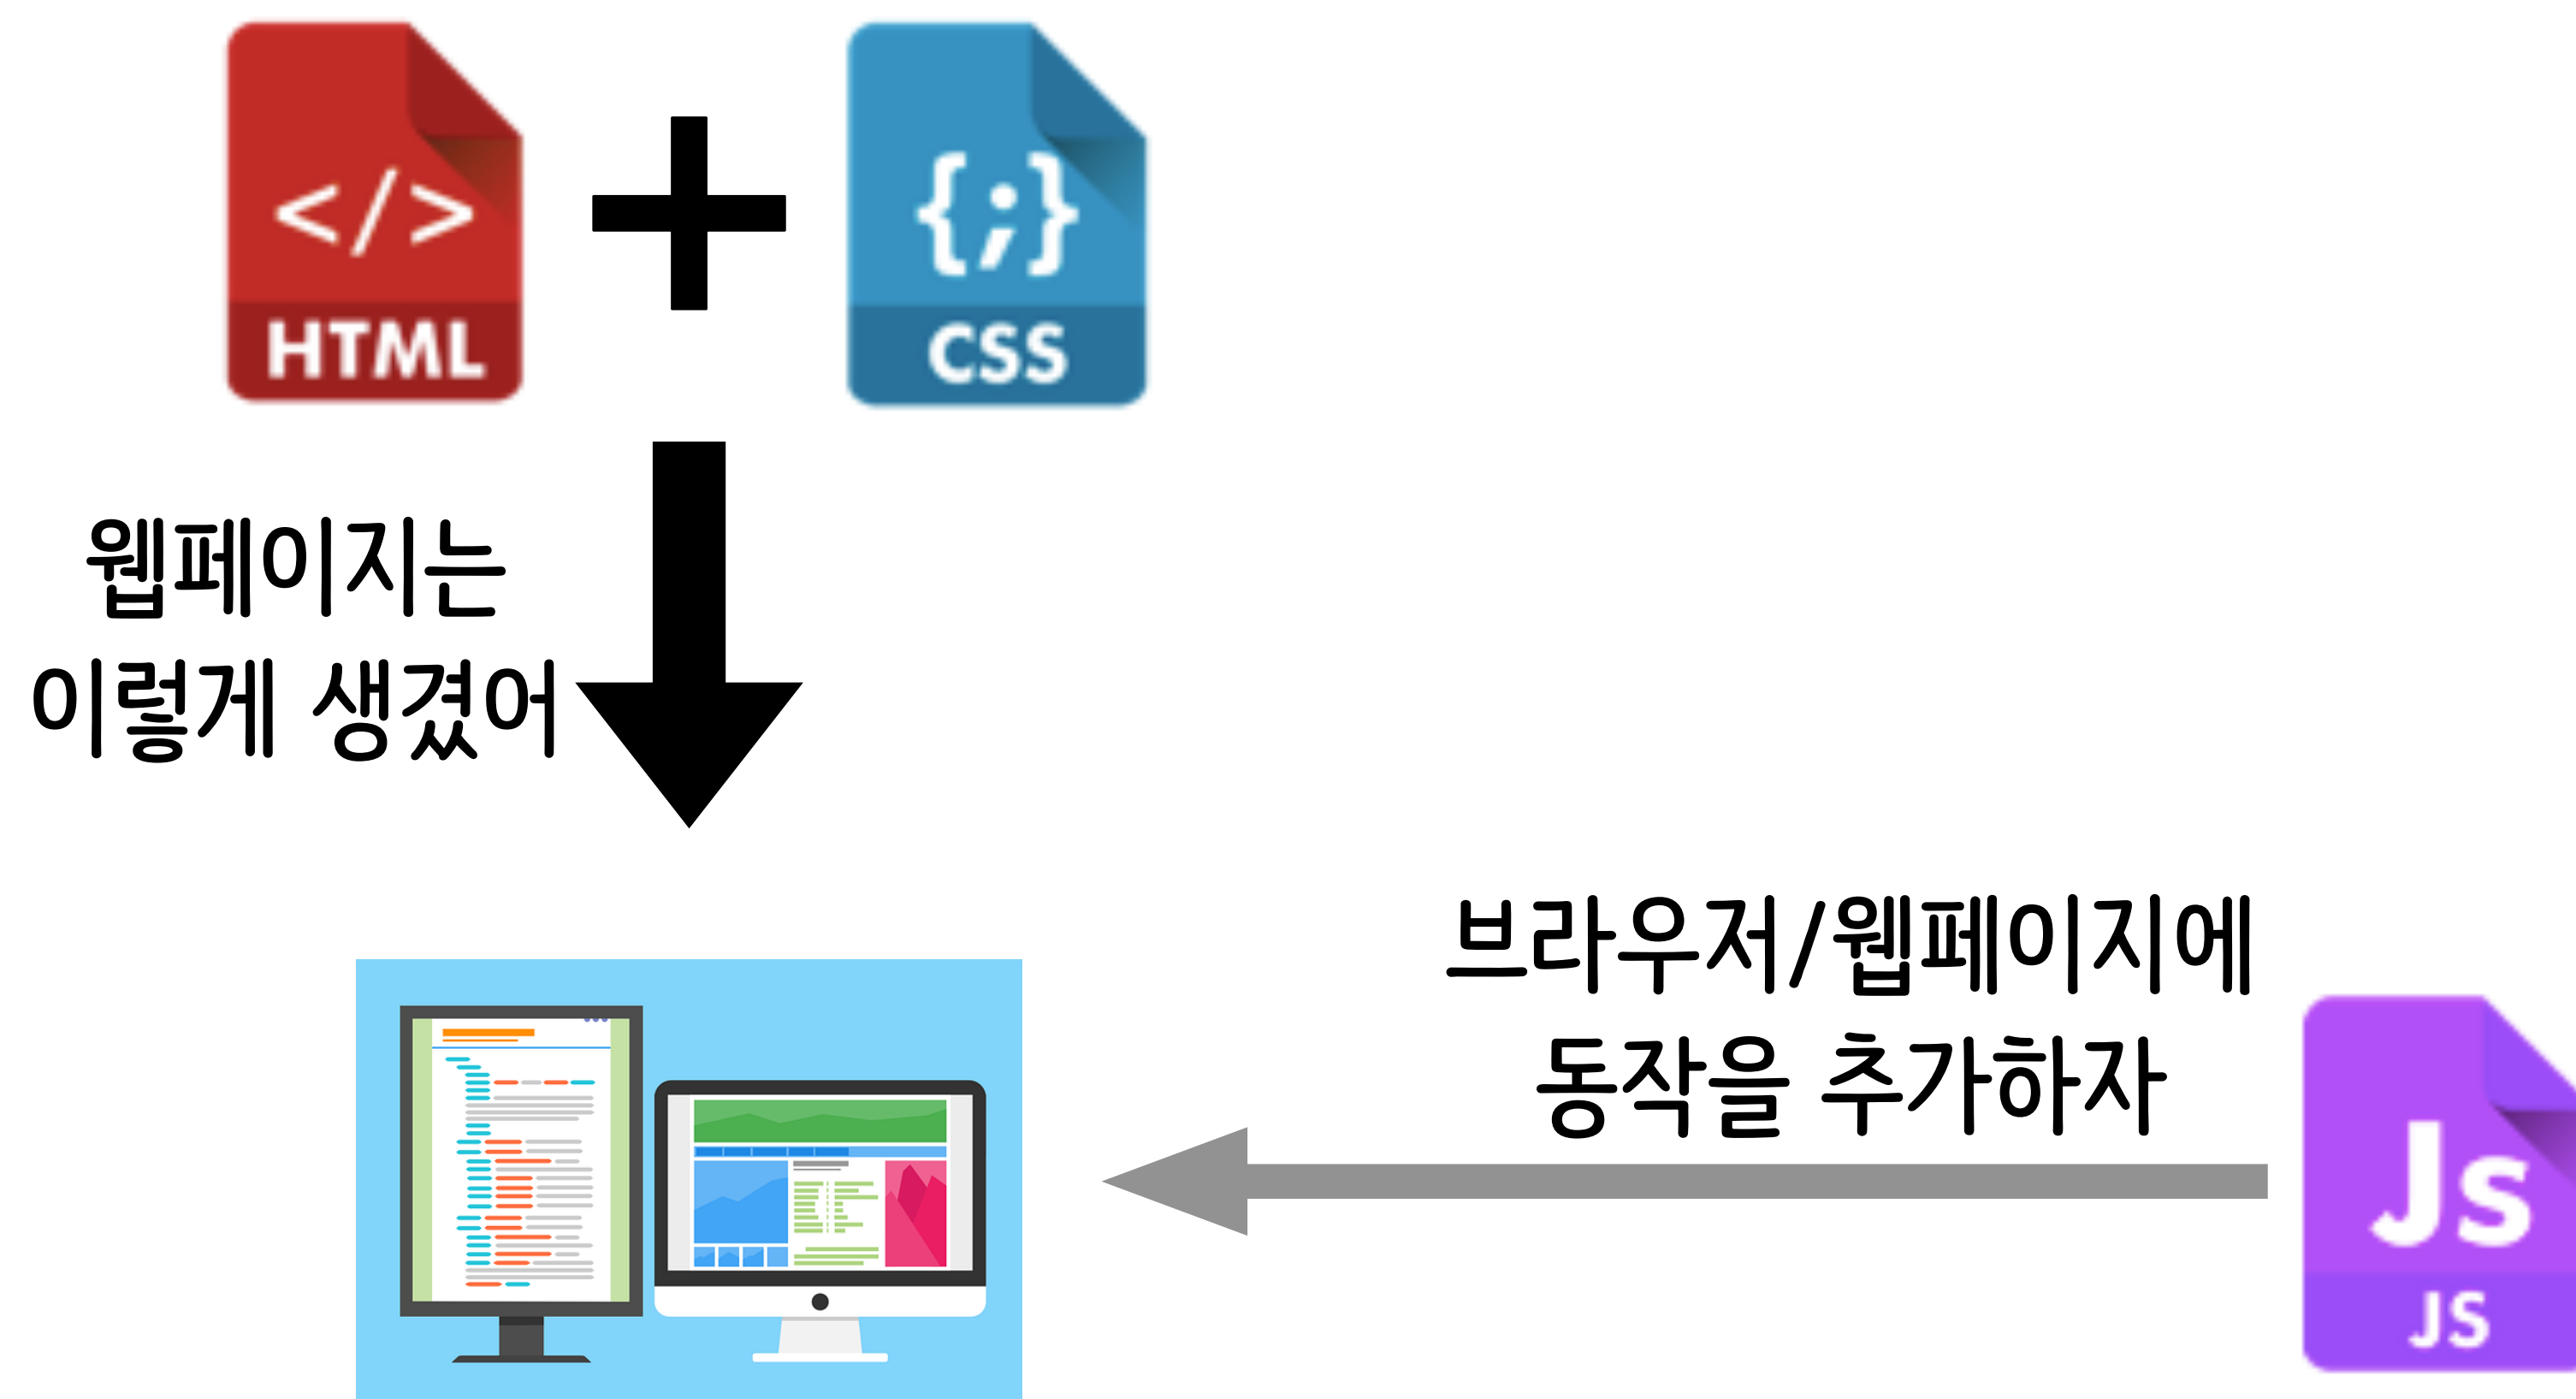 </>
HTML
+
{;}
CSS
웹페이지는
이렇게 생겼어
브라우저/웹페이지에
동작을 추가하자
Js
JS